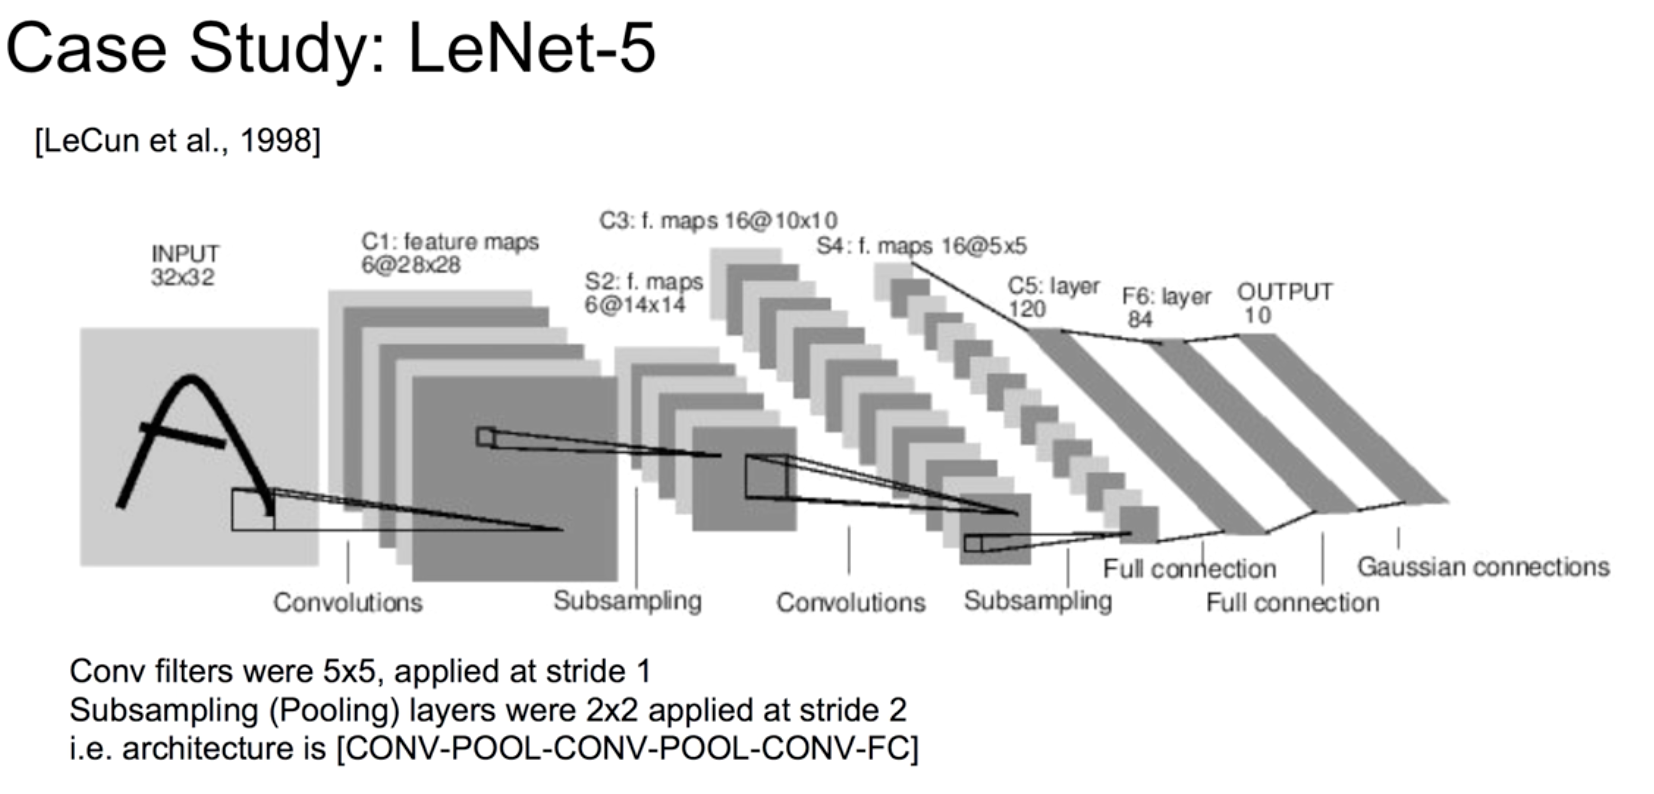 Case Study: LeNet-5
[LeCun et al., 1998]
INPUT
32x32
C1: feature maps
6@28x28
S2: f. maps
6@14x14
C3: f. maps 16@10x10
S4: f. maps 16@5x5
C5: layer
120
F6: layer
84
OUTPUT
10
Convolutions
Subsampling
Convolutions
Subsampling
Full connection
Full connection
Gaussian connections
Conv filters were 5x5, applied at stride 1
Subsampling (Pooling) layers were 2x2 applied at stride 2
i.e. architecture is [CONV-POOL-CONV-POOL-CONV-FC]